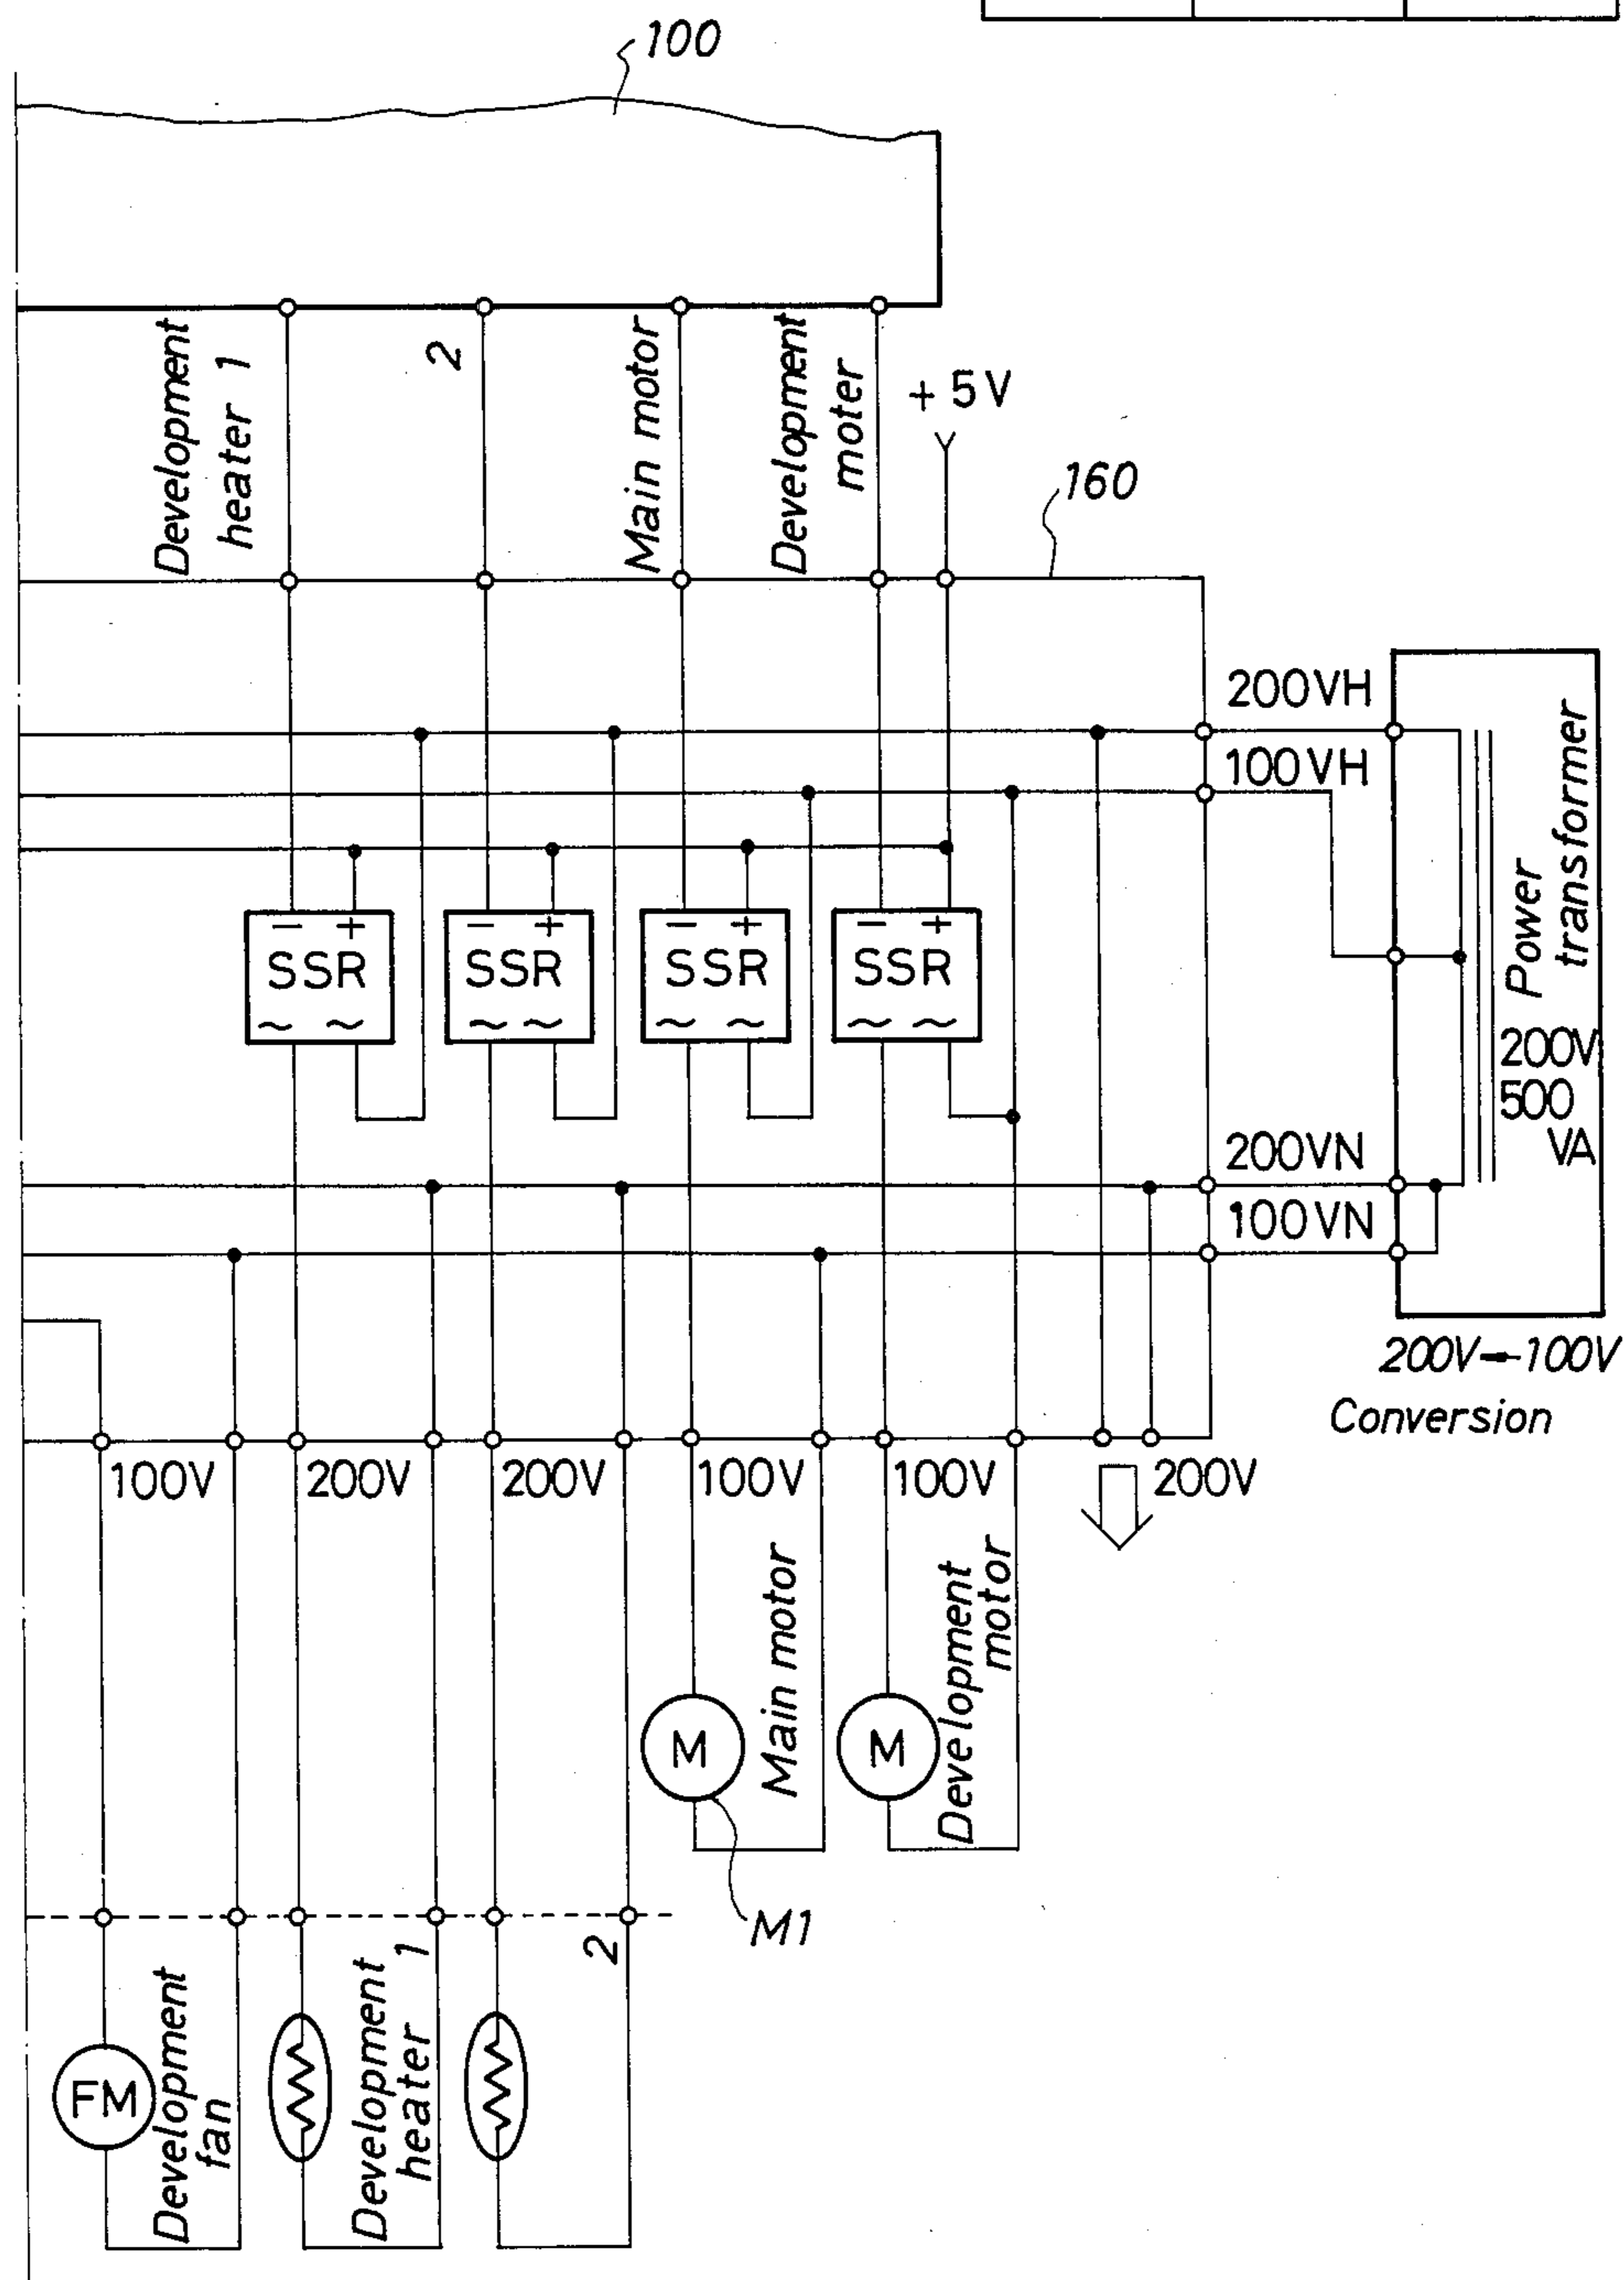 100
Development
heater 1
2
Main motor
Development
moter
+ 5V
160
200VH
100VH
Power
transformer
200V
500
VA
- +
SSR
~ ~
- +
SSR
~ ~
- +
SSR
~ ~
- +
SSR
~ ~
200VN
100VN
200V←100V
Conversion
100V
200V
200V
100V
100V
200V
M
Main motor
M
Development
motor
M1
FM
Development
fan
Development
heater 1
2